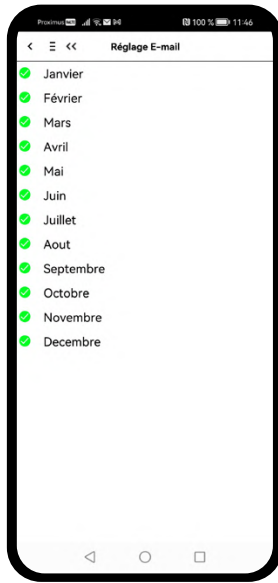 Proximus 100 % 11:46
< << Réglage E-mail
Janvier
Février
Mars
Avril
Mai
Juin
Juillet
Aout
Septembre
Octobre
Novembre
Decembre